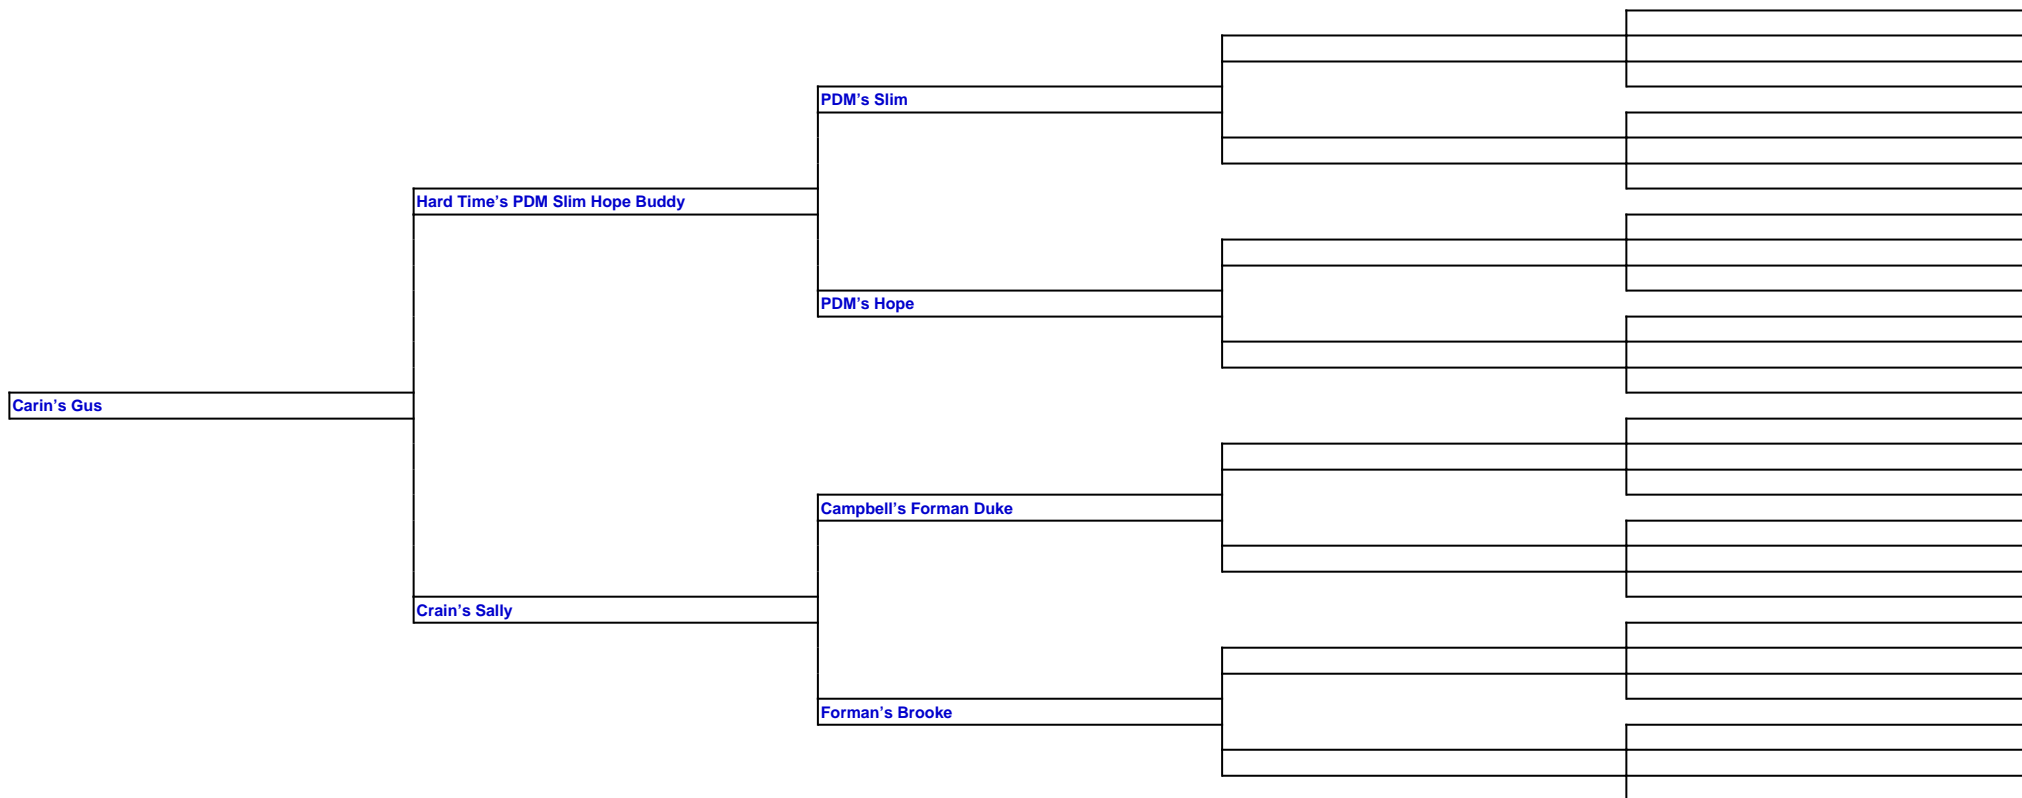 PDM’s Slim
Hard Time’s PDM Slim Hope Buddy
PDM’s Hope
Carin’s Gus
Campbell’s Forman Duke
Crain’s Sally
Forman’s Brooke